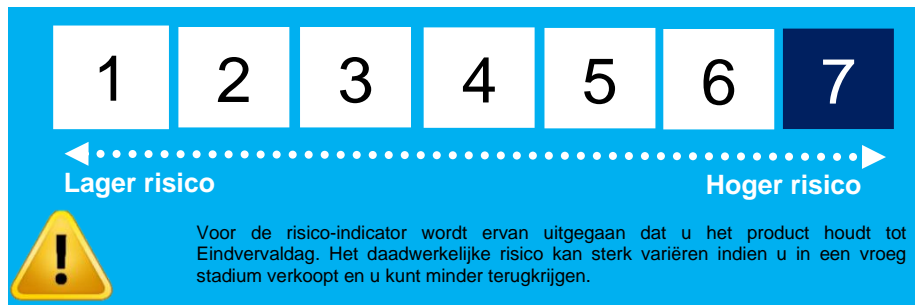 1 2 3 4 5 6 7
Lager risico Hoger risico
Voor de risico-indicator wordt ervan uitgegaan dat u het product houdt tot
Eindvervaldag. Het daadwerkelijke risico kan sterk variëren indien u in een vroeg
stadium verkoopt en u kunt minder terugkrijgen.